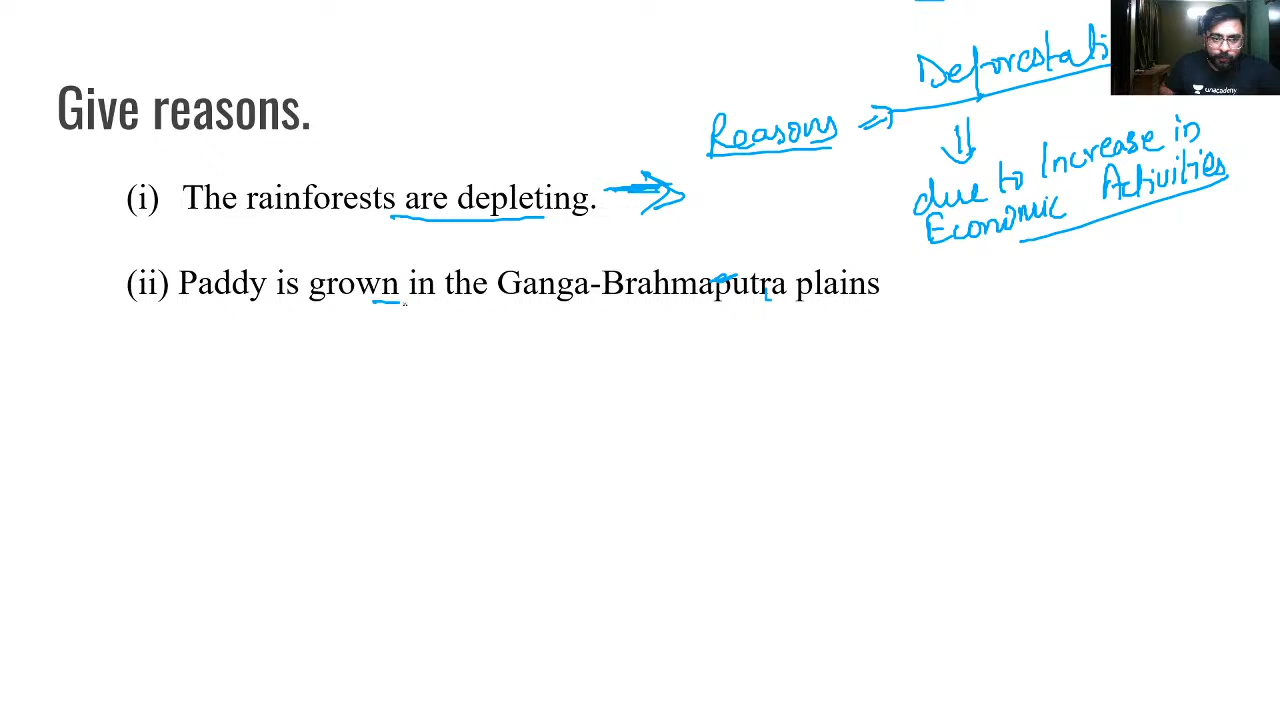 Give reasons.
(i) The rainforests are depleting.
(ii) Paddy is grown in the Ganga-Brahmaputra plains
Reasons
Deforestati
due to Increase in
Economic Activities
unacademy